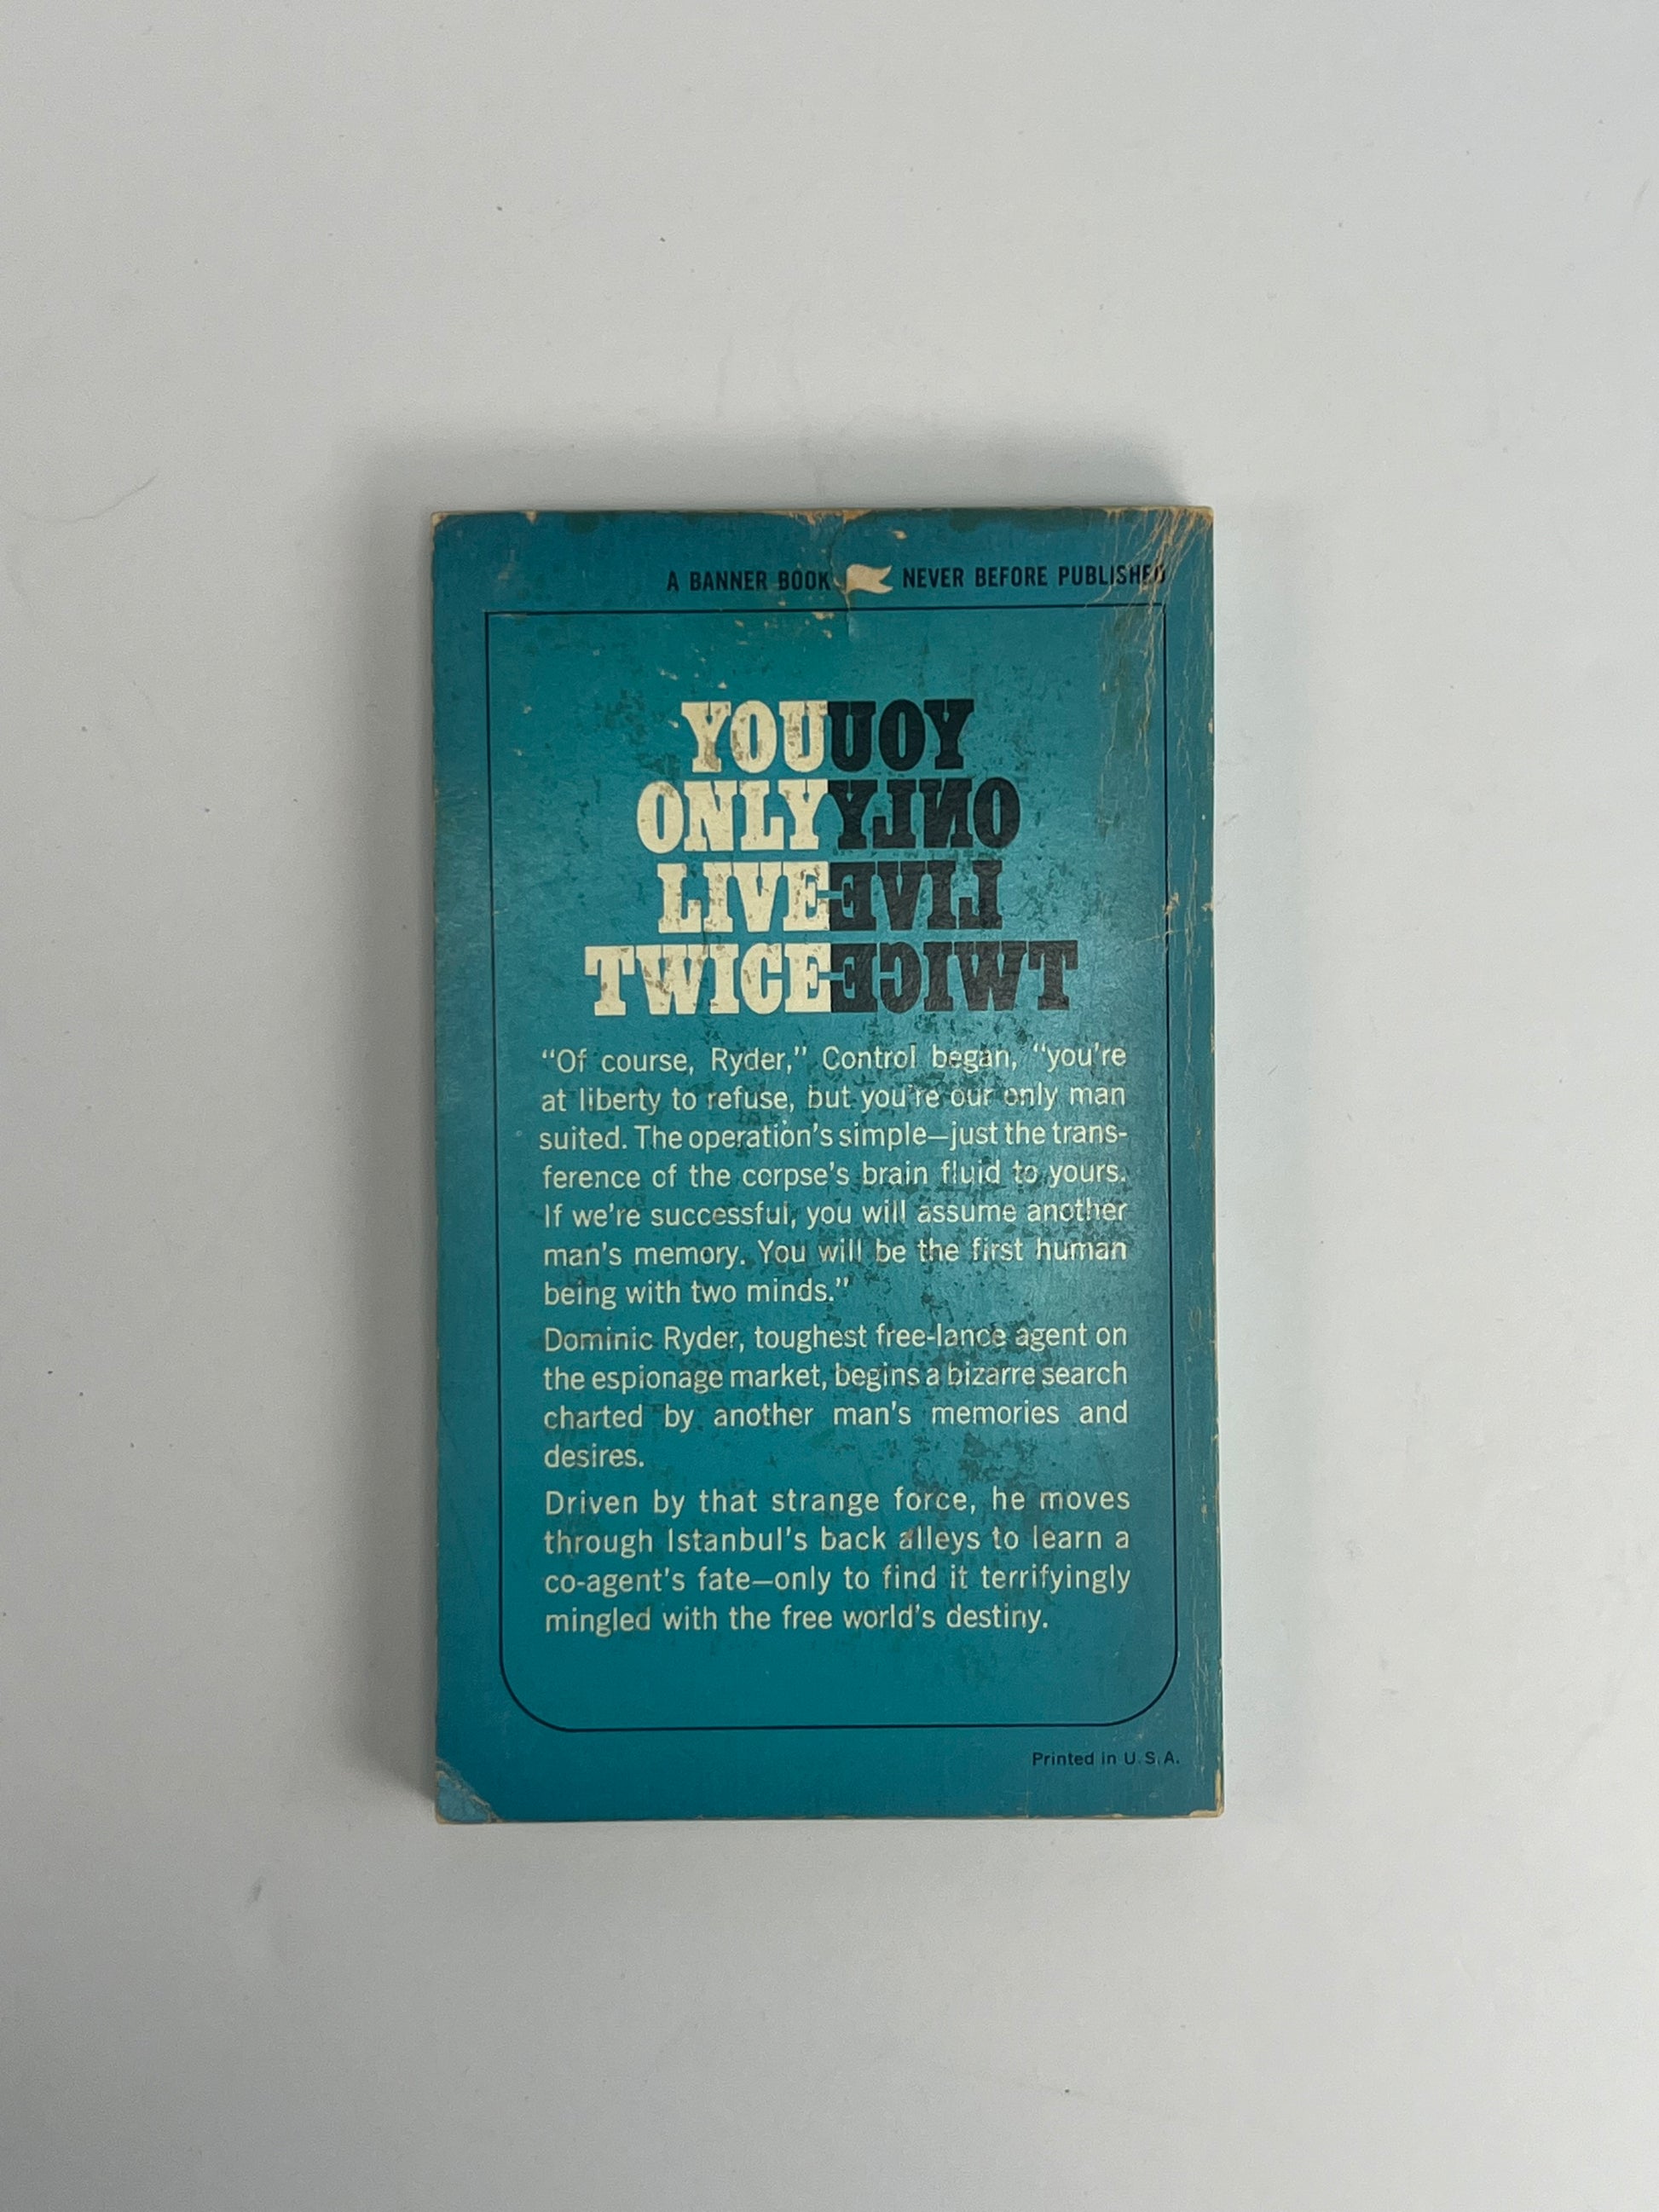 A BANNER BOOK NEVER BEFORE PUBLISHED
YOU YOU
ONLY ONLY
LIVE LIVE
TWICE TWICE
“Of course, Ryder,” Control began, “you’re
at liberty to refuse, but you’re our only man
suited. The operation’s simple—just the trans-
ference of the corpse’s brain fluid to yours.
If we’re successful, you will assume another
man’s memory. You will be the first human
being with two minds.”
Dominic Ryder, toughest free-lance agent on
the espionage market, begins a bizarre search
charted by another man’s memories and
desires.
Driven by that strange force, he moves
through Istanbul’s back alleys to learn a
co-agent’s fate—only to find it terrifyingly
mingled with the free world’s destiny.
Printed in U.S.A.